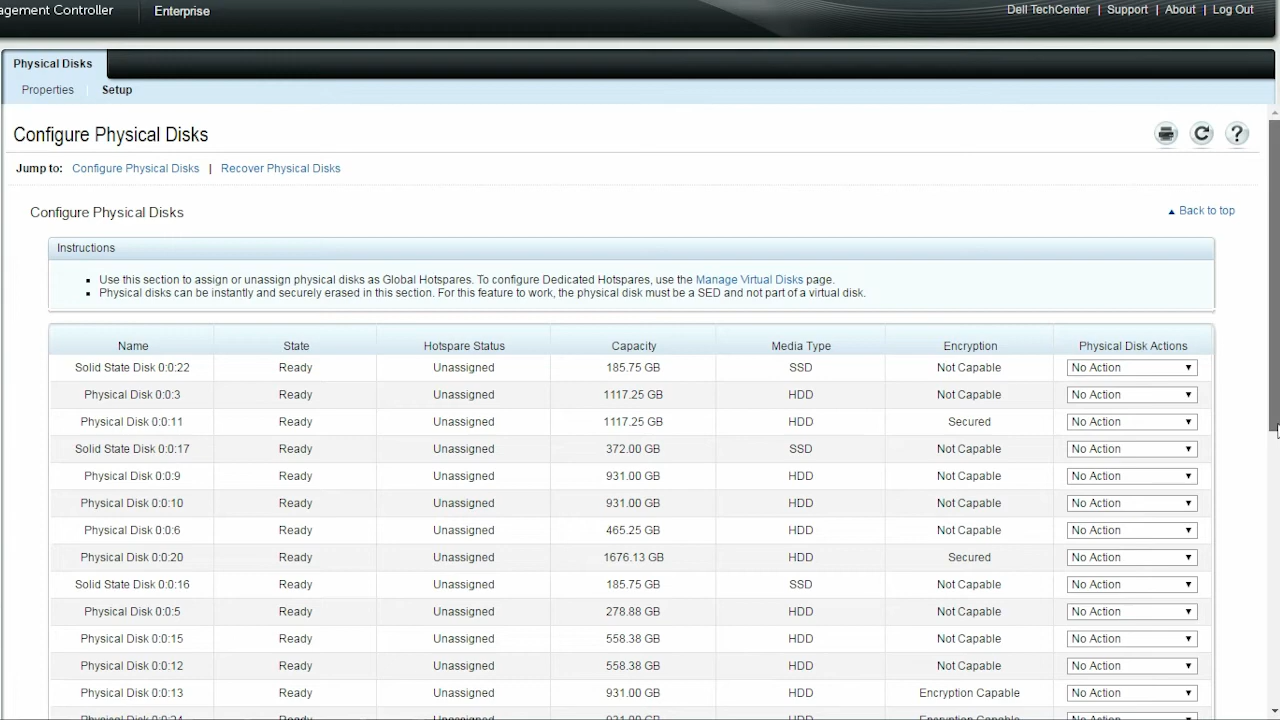 agement Controller Enterprise Dell TechCenter | Support | About | Log Out
Physical Disks
Properties Setup
Configure Physical Disks
Jump to: Configure Physical Disks | Recover Physical Disks
Configure Physical Disks ▲ Back to top
Instructions
▪ Use this section to assign or unassign physical disks as Global Hotspares. To configure Dedicated Hotspares, use the Manage Virtual Disks page.
▪ Physical disks can be instantly and securely erased in this section. For this feature to work, the physical disk must be a SED and not part of a virtual disk.
Name State Hotspare Status Capacity Media Type Encryption Physical Disk Actions
Solid State Disk 0:0:22 Ready Unassigned 185.75 GB SSD Not Capable No Action
Physical Disk 0:0:3 Ready Unassigned 1117.25 GB HDD Not Capable No Action
Physical Disk 0:0:11 Ready Unassigned 1117.25 GB HDD Secured No Action
Solid State Disk 0:0:17 Ready Unassigned 372.00 GB SSD Not Capable No Action
Physical Disk 0:0:9 Ready Unassigned 931.00 GB HDD Not Capable No Action
Physical Disk 0:0:10 Ready Unassigned 931.00 GB HDD Not Capable No Action
Physical Disk 0:0:6 Ready Unassigned 465.25 GB HDD Not Capable No Action
Physical Disk 0:0:20 Ready Unassigned 1676.13 GB HDD Secured No Action
Solid State Disk 0:0:16 Ready Unassigned 185.75 GB SSD Not Capable No Action
Physical Disk 0:0:5 Ready Unassigned 278.88 GB HDD Not Capable No Action
Physical Disk 0:0:15 Ready Unassigned 558.38 GB HDD Not Capable No Action
Physical Disk 0:0:12 Ready Unassigned 558.38 GB HDD Not Capable No Action
Physical Disk 0:0:13 Ready Unassigned 931.00 GB HDD Encryption Capable No Action